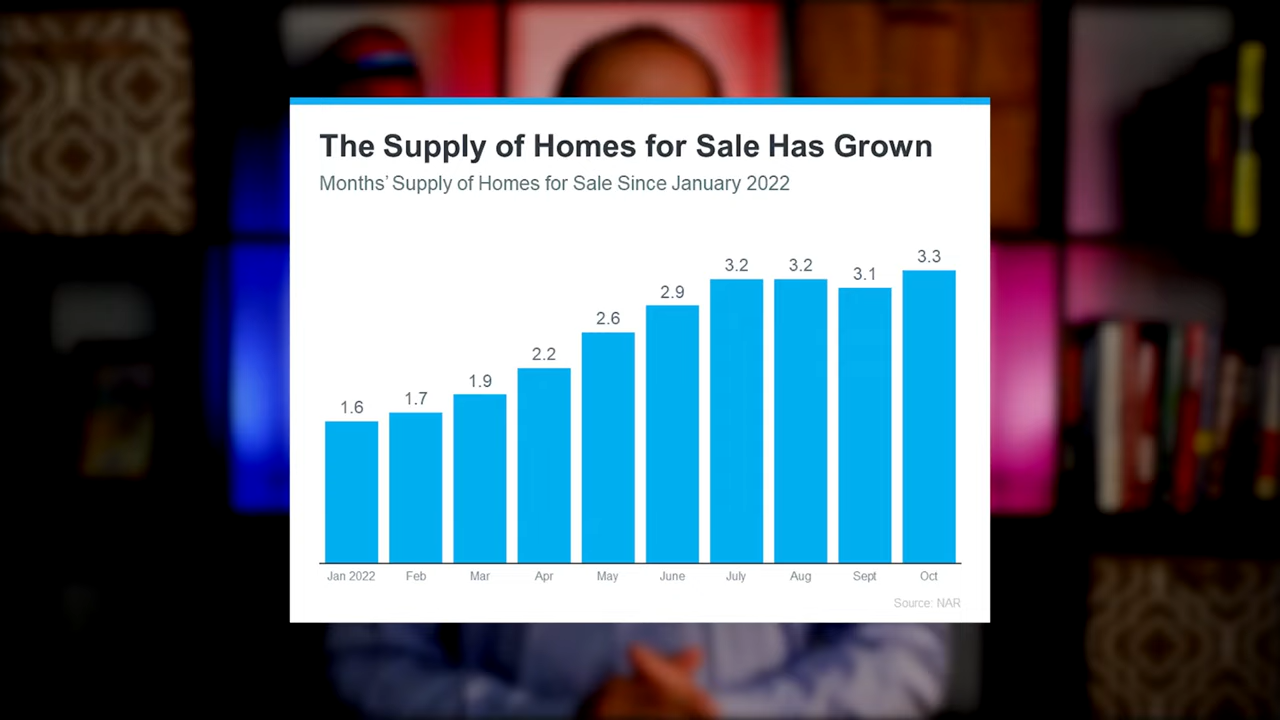 The Supply of Homes for Sale Has Grown
Months' Supply of Homes for Sale Since January 2022
1.6 1.7 1.9 2.2 2.6 2.9 3.2 3.2 3.1 3.3
Jan 2022 Feb Mar Apr May June July Aug Sept Oct
Source: NAR